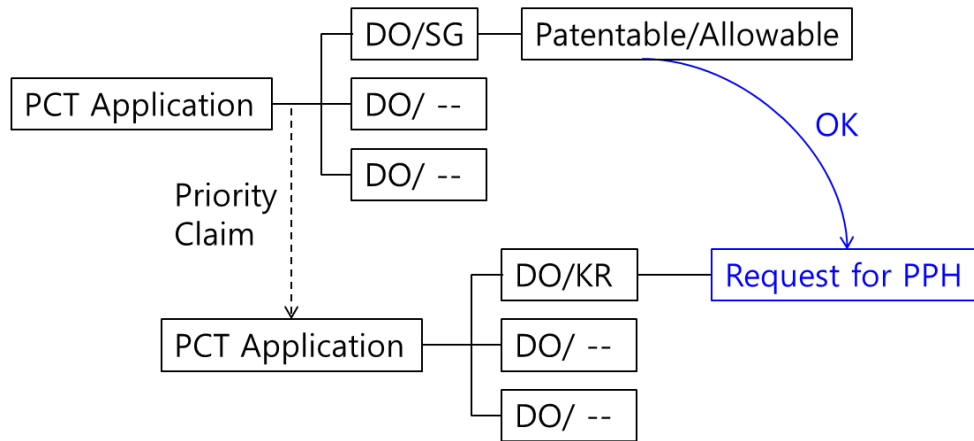 DO/SG
Patentable/Allowable
PCT Application
DO/ --
OK
DO/ --
Priority
Claim
DO/KR
Request for PPH
PCT Application
DO/ --
DO/ --